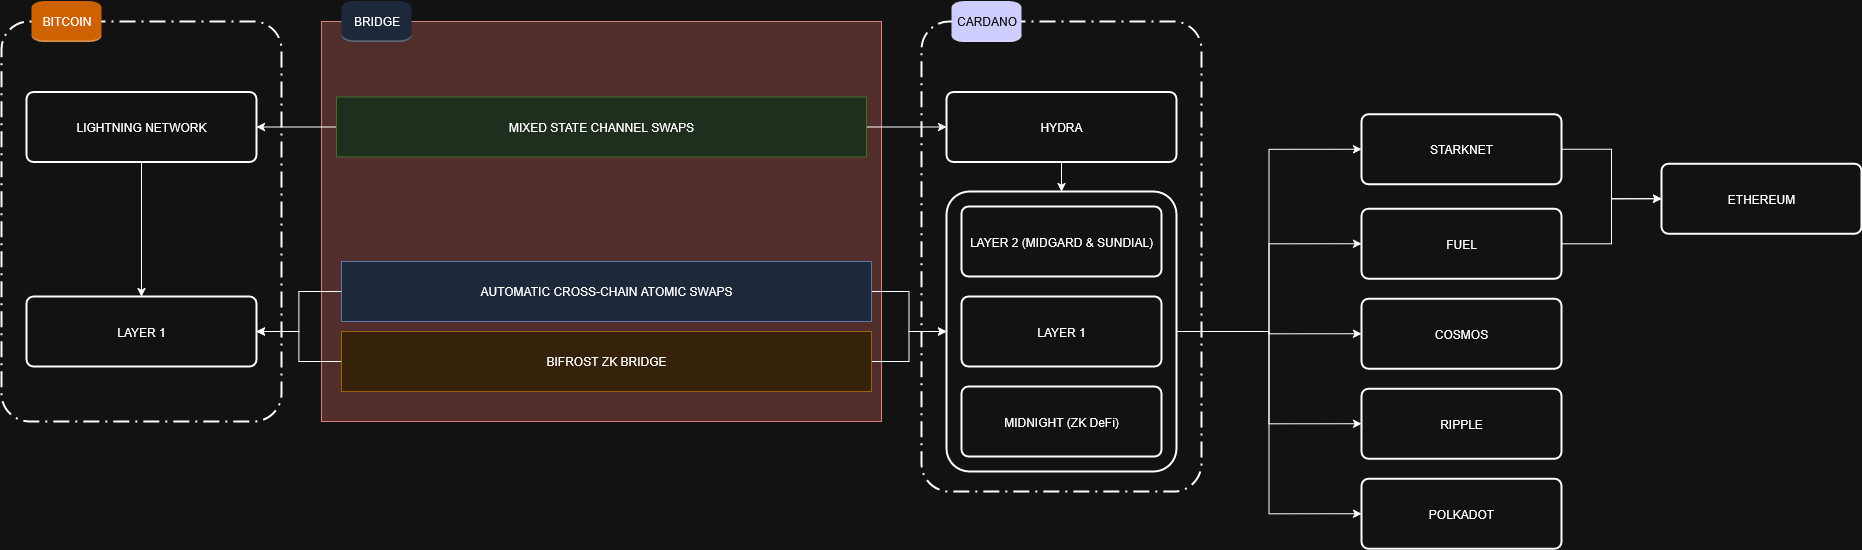 BITCOIN
BRIDGE
CARDANO
LIGHTNING NETWORK
MIXED STATE CHANNEL SWAPS
HYDRA
STARKNET
ETHEREUM
LAYER 2 (MIDGARD & SUNDIAL)
FUEL
AUTOMATIC CROSS-CHAIN ATOMIC SWAPS
LAYER 1
LAYER 1
COSMOS
BIFROST ZK BRIDGE
MIDNIGHT (ZK DeFi)
RIPPLE
POLKADOT